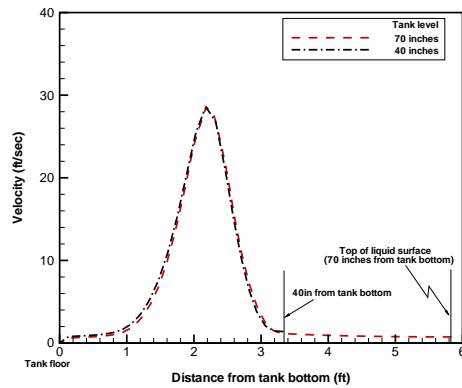 40
30
20
10
0
Velocity (ft/sec)
Tank level
70 inches
40 inches
Top of liquid surface
(70 inches from tank bottom)
40in from tank bottom
0 1 2 3 4 5 6
Tank floor
Distance from tank bottom (ft)